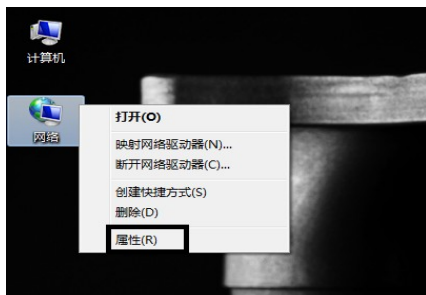 计算机
网络
打开(O)
映射网络驱动器(N)...
断开网络驱动器(C)...
创建快捷方式(S)
删除(D)
属性(R)